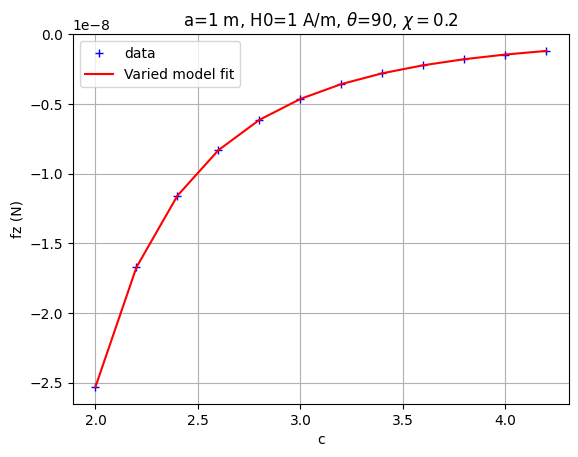 a=1 m, H0=1 A/m, θ=90, χ = 0.2
1e−8
data
Varied model fit
0.0
−0.5
−1.0
−1.5
−2.0
−2.5
fz (N)
2.0 2.5 3.0 3.5 4.0
c